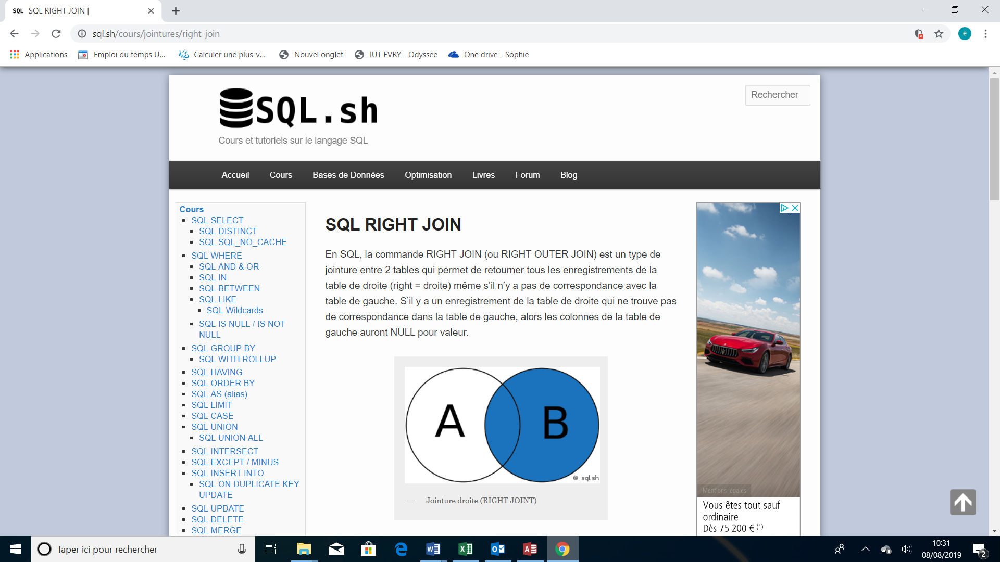 SQL SQL RIGHT JOIN |
sql.sh/cours/jointures/right-join
e
Applications
Emploi du temps U...
Calculer une plus-v...
Nouvel onglet
IUT EVRY - Odyssee
One drive - Sophie
SQL.sh
Cours et tutoriels sur le langage SQL
Rechercher
Accueil Cours Bases de Données Optimisation Livres Forum Blog
Cours
SQL SELECT
SQL DISTINCT
SQL SQL_NO_CACHE
SQL WHERE
SQL AND & OR
SQL IN
SQL BETWEEN
SQL LIKE
SQL Wildcards
SQL IS NULL / IS NOT
NULL
SQL GROUP BY
SQL WITH ROLLUP
SQL HAVING
SQL ORDER BY
SQL AS (alias)
SQL LIMIT
SQL CASE
SQL UNION
SQL UNION ALL
SQL INTERSECT
SQL EXCEPT / MINUS
SQL INSERT INTO
SQL ON DUPLICATE KEY
UPDATE
SQL UPDATE
SQL DELETE
SQL MERGE
SQL RIGHT JOIN
En SQL, la commande RIGHT JOIN (ou RIGHT OUTER JOIN) est un type de
jointure entre 2 tables qui permet de retourner tous les enregistrements de la
table de droite (right = droite) même s’il n’y a pas de correspondance avec la
table de gauche. S’il y a un enregistrement de la table de droite qui ne trouve pas
de correspondance dans la table de gauche, alors les colonnes de la table de
gauche auront NULL pour valeur.
A B
© sql.sh
— Jointure droite (RIGHT JOINT)
Mentions légales
Vous êtes tout sauf
ordinaire
Dès 75 200 € (1)
Taper ici pour rechercher
10:31
08/08/2019
2